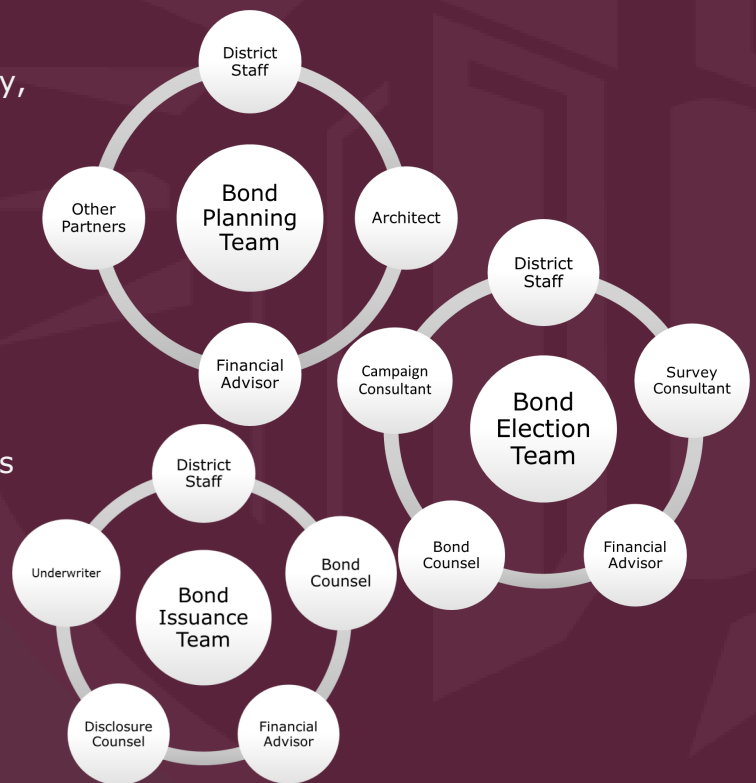 y,
District
Staff
Other
Partners
Bond
Planning
Team
Architect
Financial
Advisor
District
Staff
Campaign
Consultant
Survey
Consultant
Bond
Election
Team
Bond
Counsel
Financial
Advisor
s
District
Staff
Underwriter
Bond
Counsel
Bond
Issuance
Team
Disclosure
Counsel
Financial
Advisor